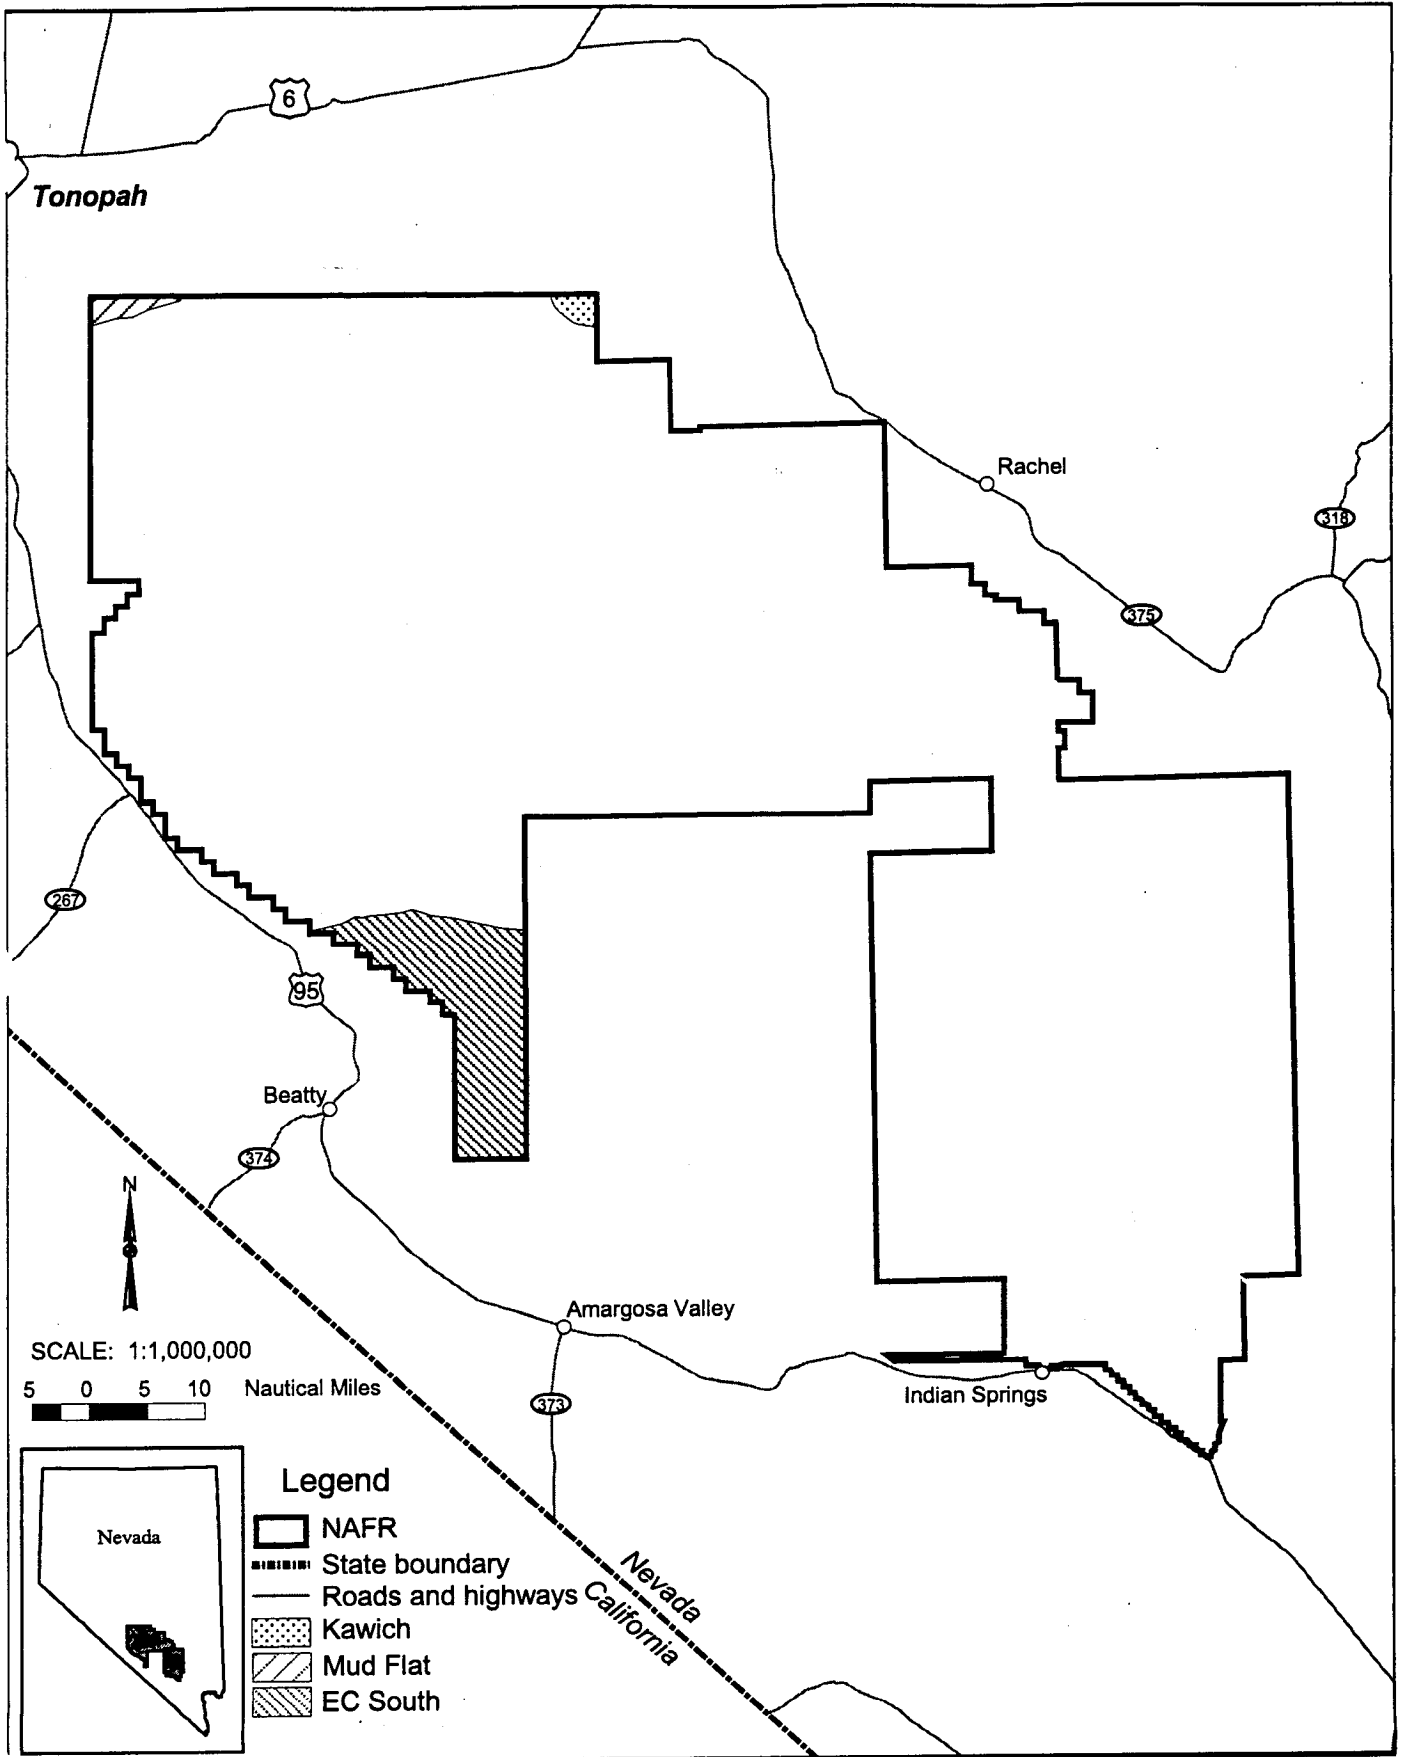 6
Tonopah
Rachel
318
375
267
95
Beatty
374
N
Amargosa Valley
SCALE: 1:1,000,000
5 0 5 10 Nautical Miles
373
Indian Springs
Legend
Nevada
NAFR
State boundary
Roads and highways
Kawich
Mud Flat
EC South
Nevada
California